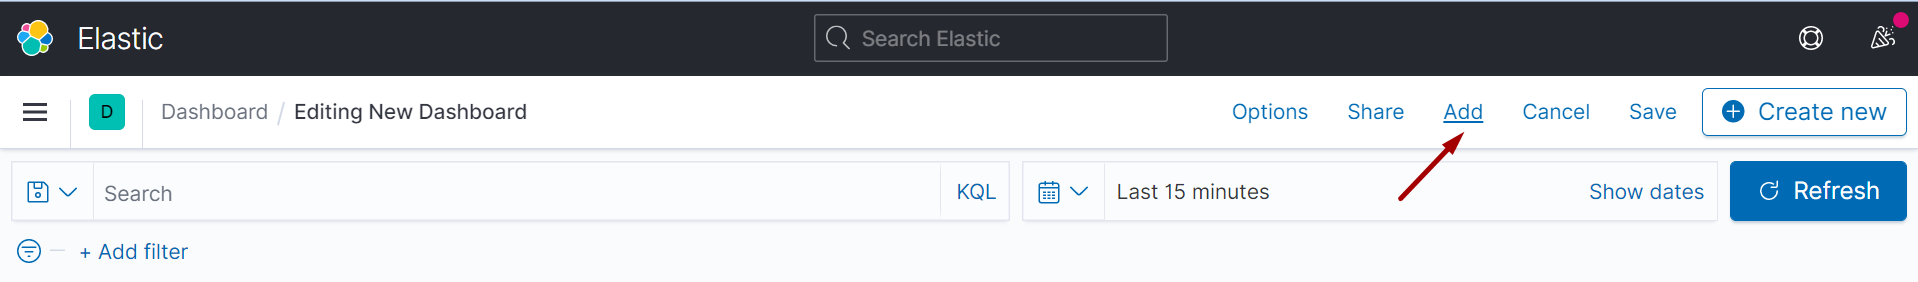 Elastic
Search Elastic
D Dashboard / Editing New Dashboard Options Share Add Cancel Save Create new
Search KQL Last 15 minutes Show dates Refresh
+ Add filter